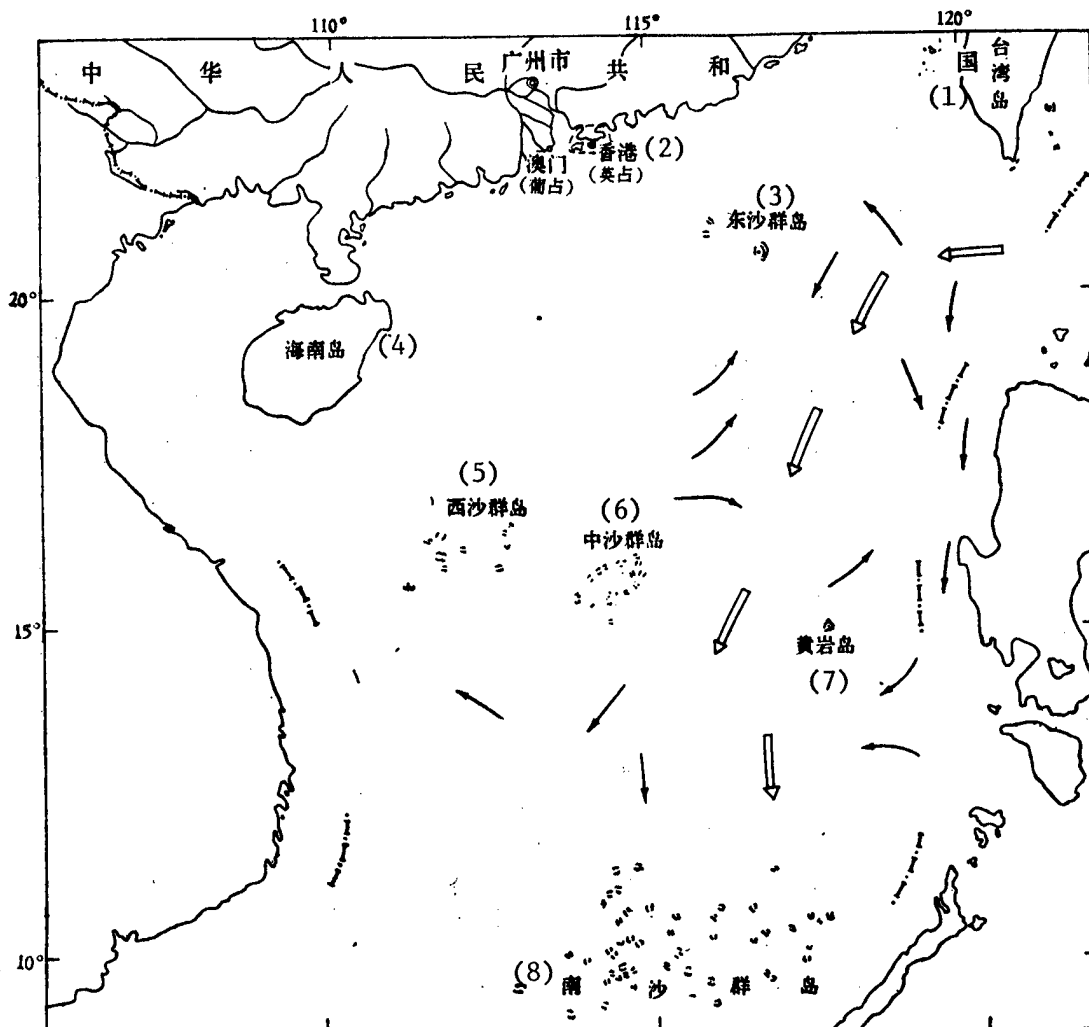 110° 115° 120°
中 华 人 民 共 和 国
广州市
台湾岛
(1)
香港 (2)
(英占)
澳门
(葡占)
(3)
东沙群岛
20°
海南岛 (4)
(5)
西沙群岛
(6)
中沙群岛
15°
黄岩岛
(7)
10°
(8) 南 沙 群 岛